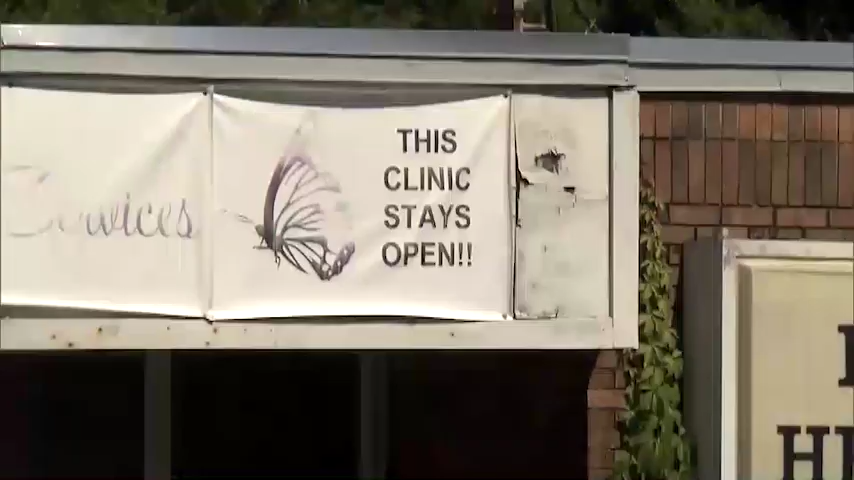 Services
THIS
CLINIC
STAYS
OPEN!!